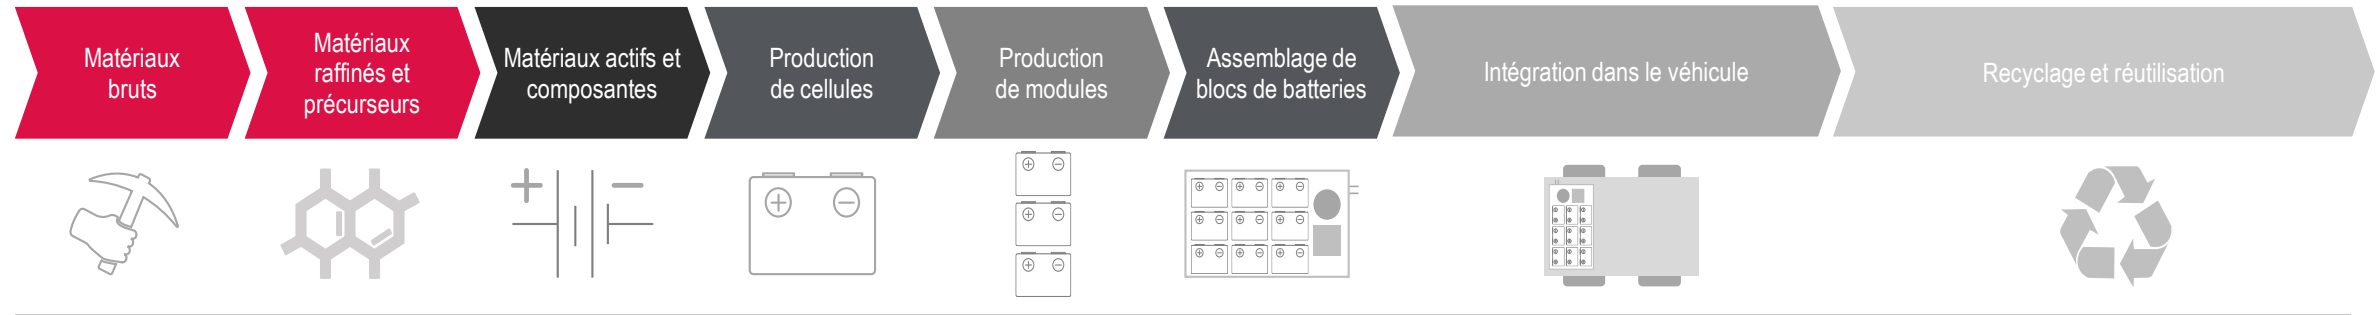 Matériaux
bruts
Matériaux
raffinés et
précurseurs
Matériaux actifs et
composantes
Production
de cellules
Production
de modules
Assemblage de
blocs de batteries
Intégration dans le véhicule
Recyclage et réutilisation